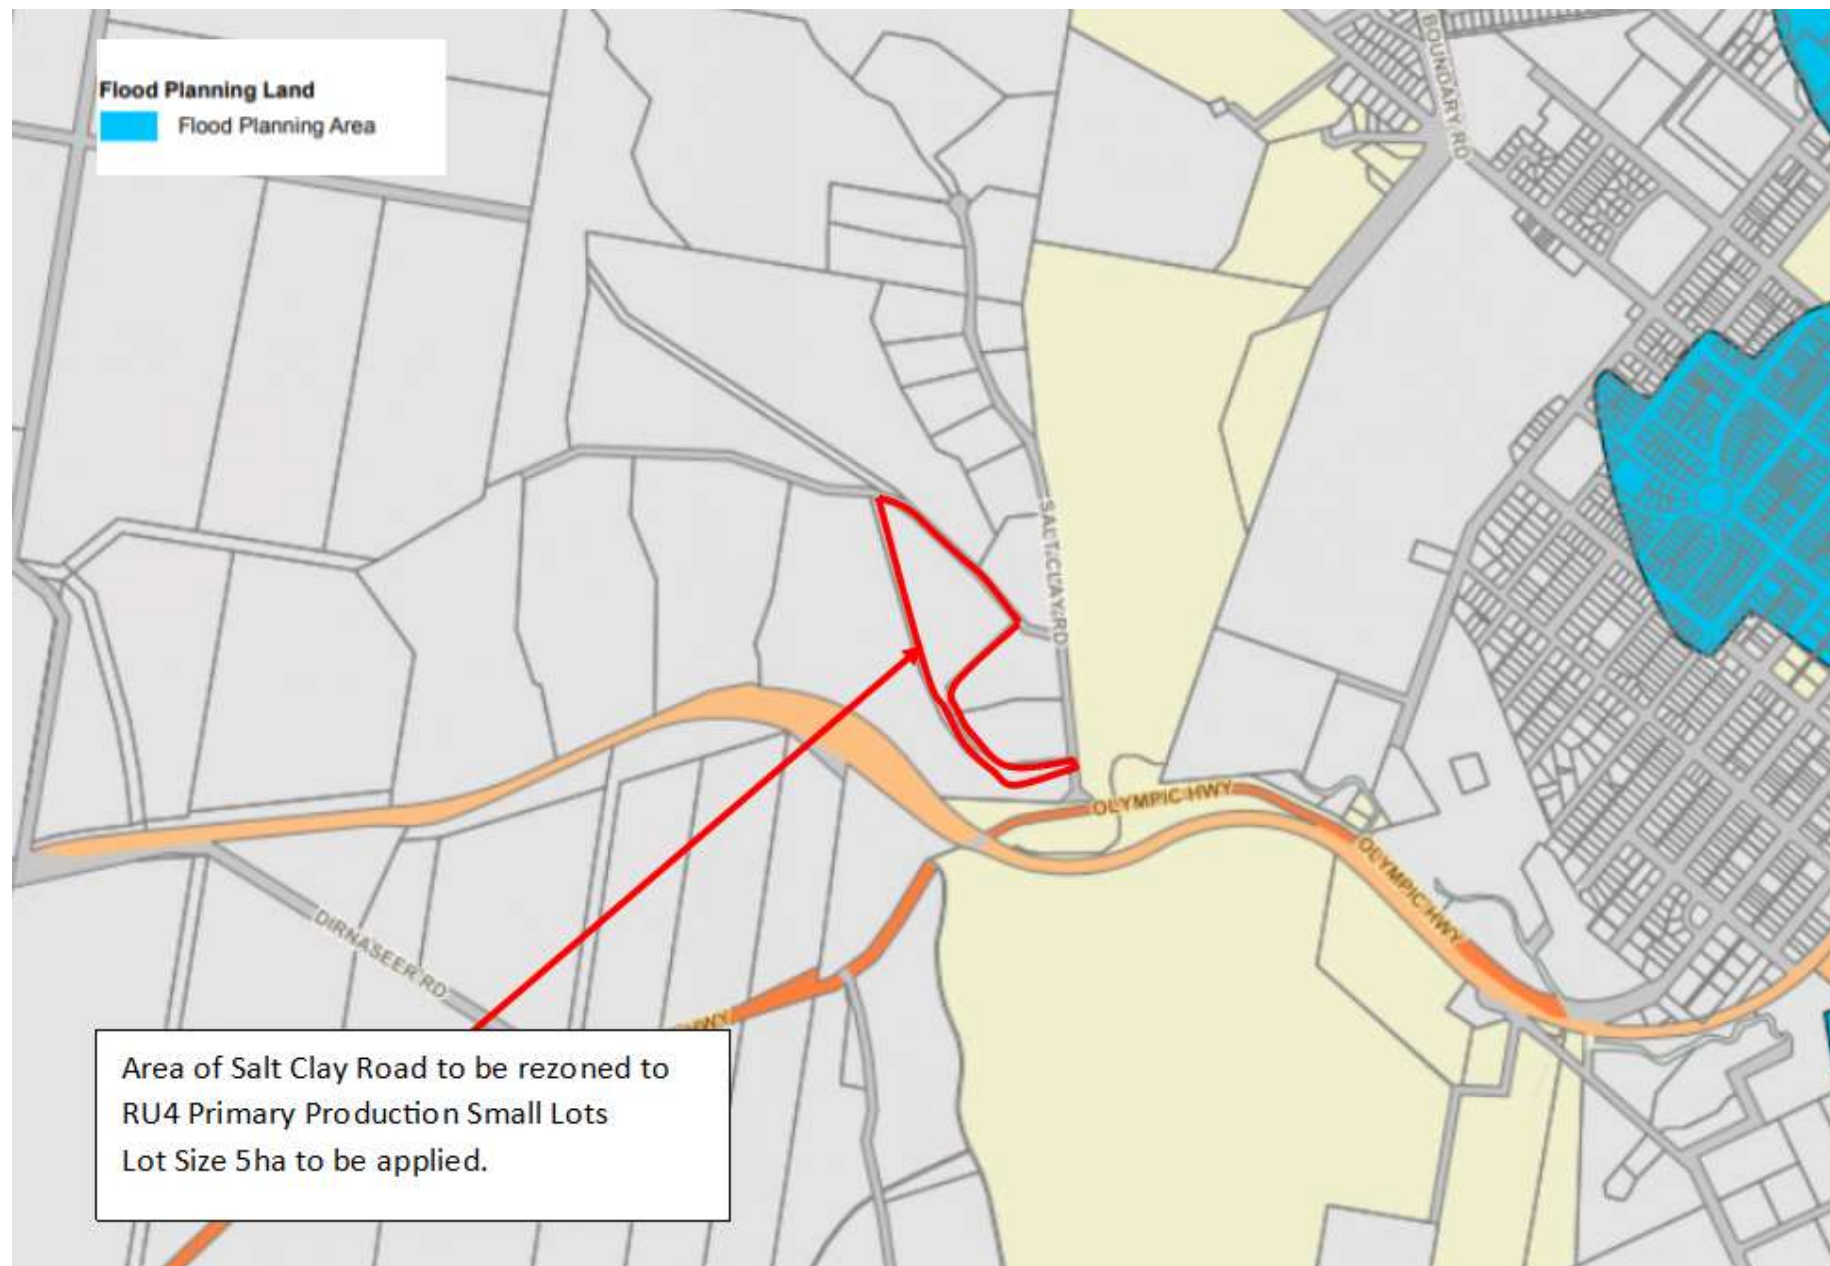 Flood Planning Land
Flood Planning Area
BOUNDARY RD
SALT CLAY RD
OLYMPIC HWY
OLYMPIC HWY
DIRNASEER RD
HWY
Area of Salt Clay Road to be rezoned to
RU4 Primary Production Small Lots
Lot Size 5ha to be applied.